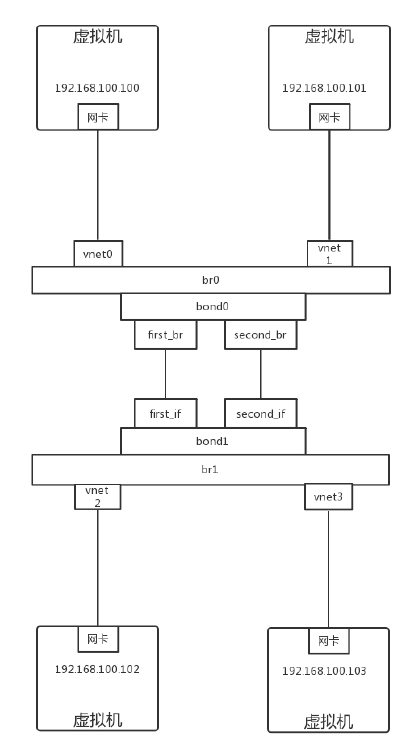 虚拟机
虚拟机
192.168.100.100
192.168.100.101
网卡
网卡
vnet0
vnet
1
br0
bond0
first_br
second_br
first_if
second_if
bond1
br1
vnet
2
vnet3
网卡
网卡
192.168.100.102
192.168.100.103
虚拟机
虚拟机